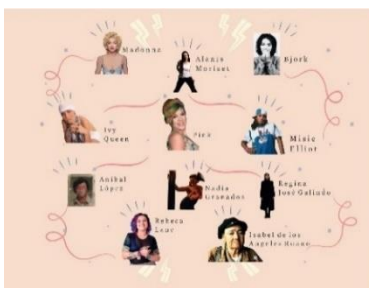 Madonna
Alanis
Morisset
Bjork
Ivy
Queen
Pink
Misie
Elliot
Anibal
López
Nadia
Granados
Regina
José Galindo
Rebeca
Lane
Isabel de los
Angeles Ruano